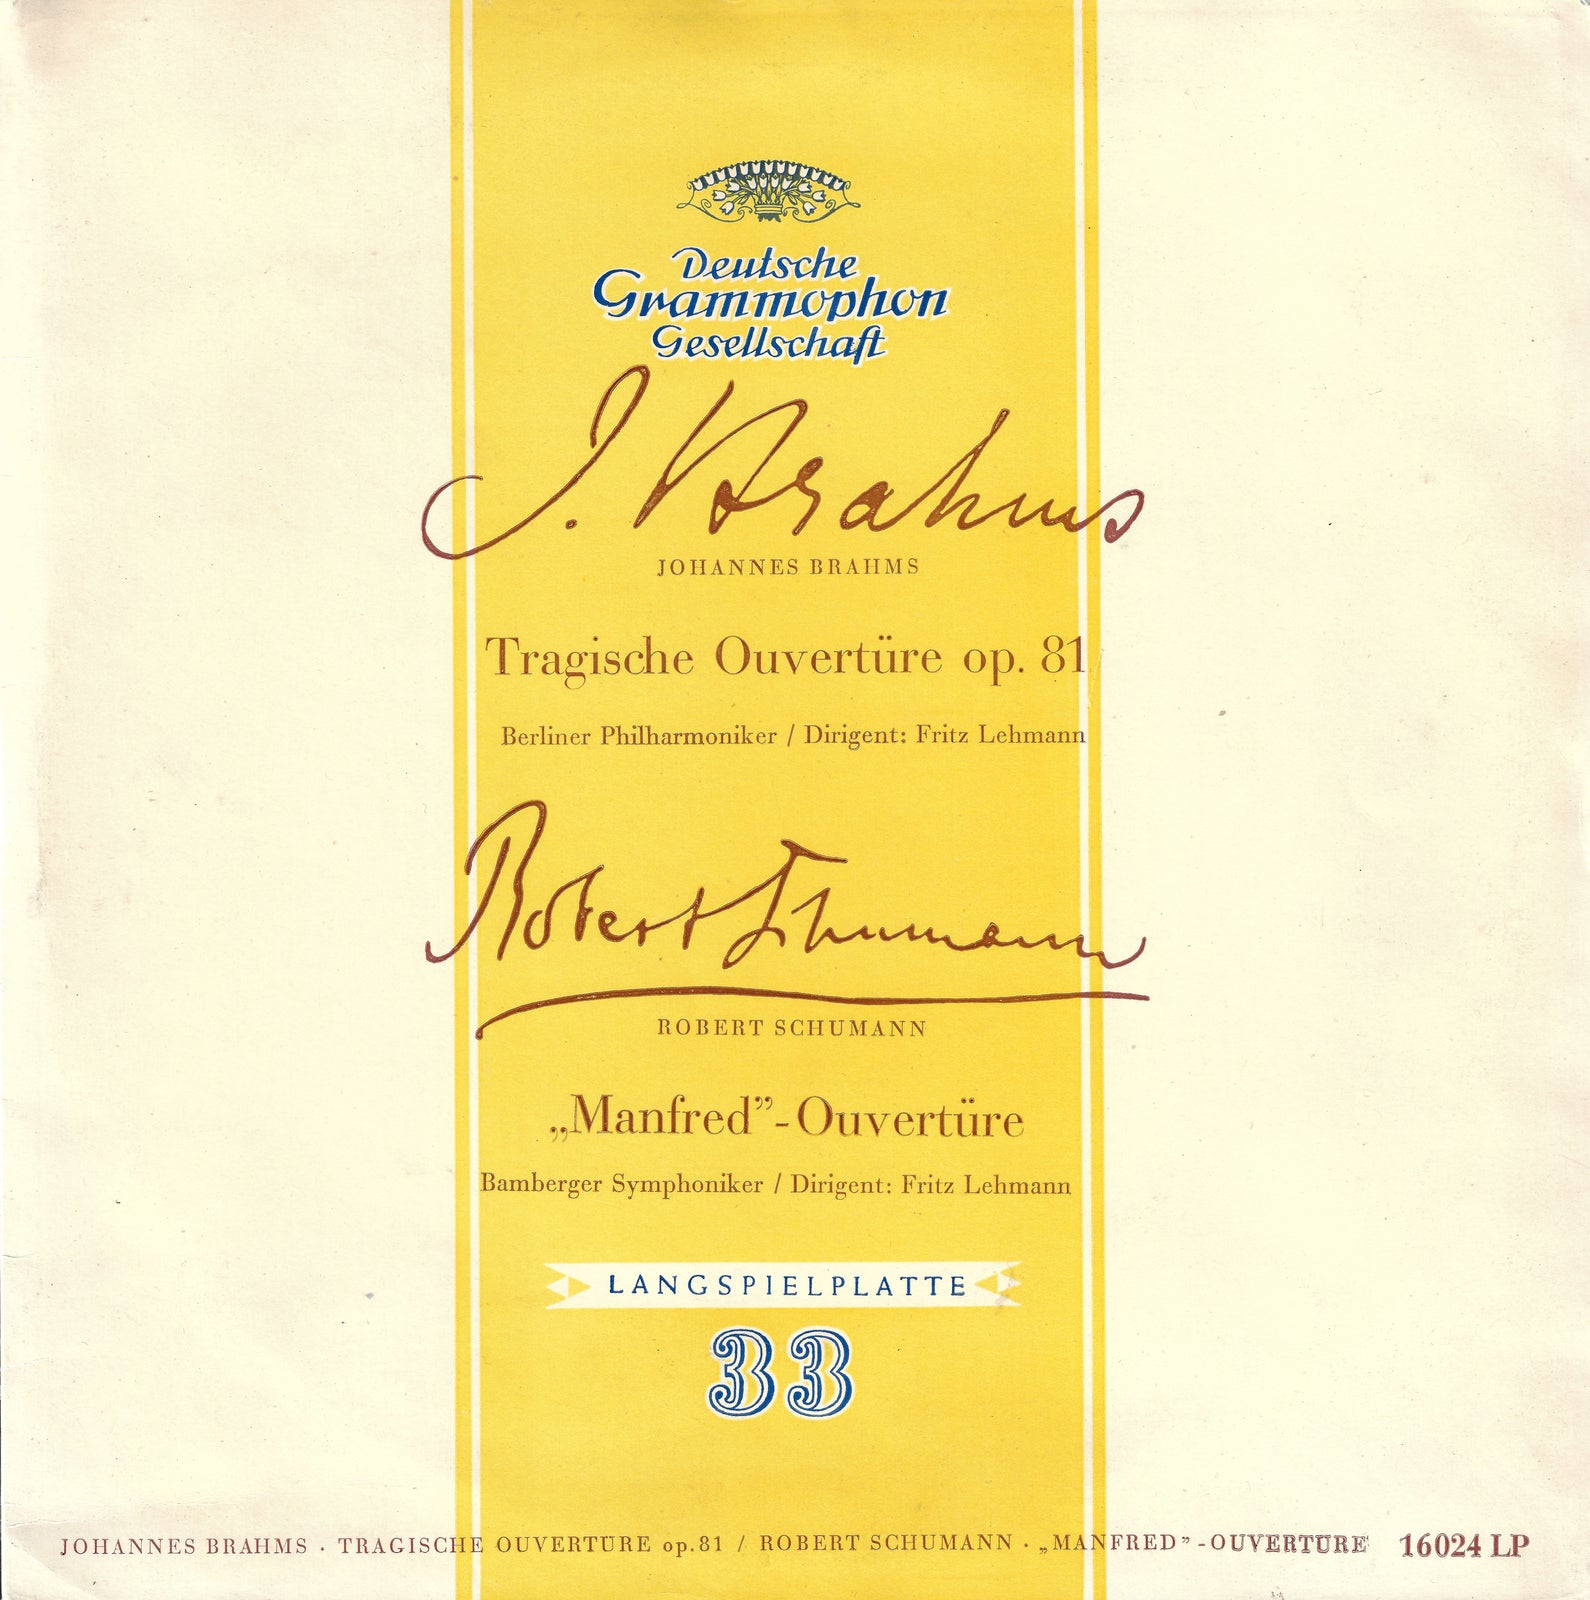 Deutsche
Grammophon
Gesellschaft
J. Brahms
JOHANNES BRAHMS
Tragische Ouvertüre op. 81
Berliner Philharmoniker / Dirigent: Fritz Lehmann
Robert Schumann
ROBERT SCHUMANN
„Manfred”-Ouvertüre
Bamberger Symphoniker / Dirigent: Fritz Lehmann
LANGSPIELPLATTE
33
JOHANNES BRAHMS · TRAGISCHE OUVERTÜRE op.81 / ROBERT SCHUMANN · „MANFRED”-OUVERTÜRE 16024 LP